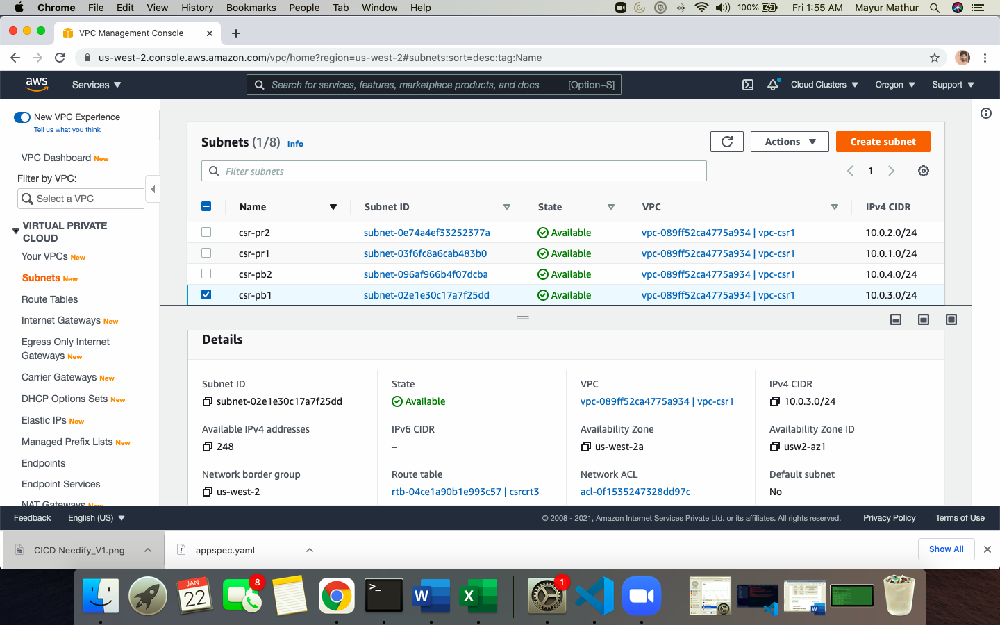 Chrome File Edit View History Bookmarks People Tab Window Help 100% Fri 1:55 AM Mayur Mathur
VPC Management Console
us-west-2.console.aws.amazon.com/vpc/home?region=us-west-2#subnets:sort=desc:tag:Name
aws Services Search for services, features, marketplace products, and docs [Option+S] Cloud Clusters Oregon Support
New VPC Experience
Tell us what you think
VPC Dashboard New
Filter by VPC:
Select a VPC
VIRTUAL PRIVATE
CLOUD
Your VPCs New
Subnets New
Route Tables
Internet Gateways New
Egress Only Internet
Gateways New
Carrier Gateways New
DHCP Options Sets New
Elastic IPs New
Managed Prefix Lists New
Endpoints
Endpoint Services
NAT Gateways New
Subnets (1/8) Info Actions Create subnet
Filter subnets 1
Name Subnet ID State VPC IPv4 CIDR
csr-pr2 subnet-0e74a4ef33252377a Available vpc-089ff52ca4775a934 | vpc-csr1 10.0.2.0/24
csr-pr1 subnet-03f6fc8a6cab483b0 Available vpc-089ff52ca4775a934 | vpc-csr1 10.0.1.0/24
csr-pb2 subnet-096af966b4f07dcba Available vpc-089ff52ca4775a934 | vpc-csr1 10.0.4.0/24
csr-pb1 subnet-02e1e30c17a7f25dd Available vpc-089ff52ca4775a934 | vpc-csr1 10.0.3.0/24
Details
Subnet ID State VPC IPv4 CIDR
subnet-02e1e30c17a7f25dd Available vpc-089ff52ca4775a934 | vpc-csr1 10.0.3.0/24
Available IPv4 addresses IPv6 CIDR Availability Zone Availability Zone ID
248 – us-west-2a usw2-az1
Network border group Route table Network ACL Default subnet
us-west-2 rtb-04ce1a90b1e993c57 | csrcrt3 acl-0f1535247328dd97c No
Feedback English (US) © 2008 - 2021, Amazon Internet Services Private Ltd. or its affiliates. All rights reserved. Privacy Policy Terms of Use
CICD Needify_V1.png appspec.yaml Show All
JAN
22
8
>_
W
X
1
W